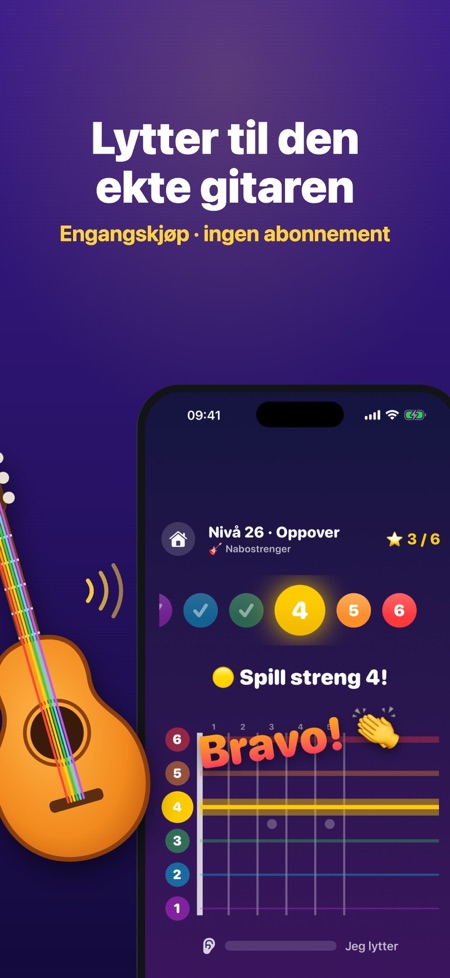 Lytter til den
ekte gitaren
Engangskjøp · ingen abonnement
09:41
Nivå 26 · Oppover
Nabostrenger
3 / 6
4 5 6
Spill streng 4!
1 2 3 4
Bravo!
6
5
4
3
2
1
Jeg lytter